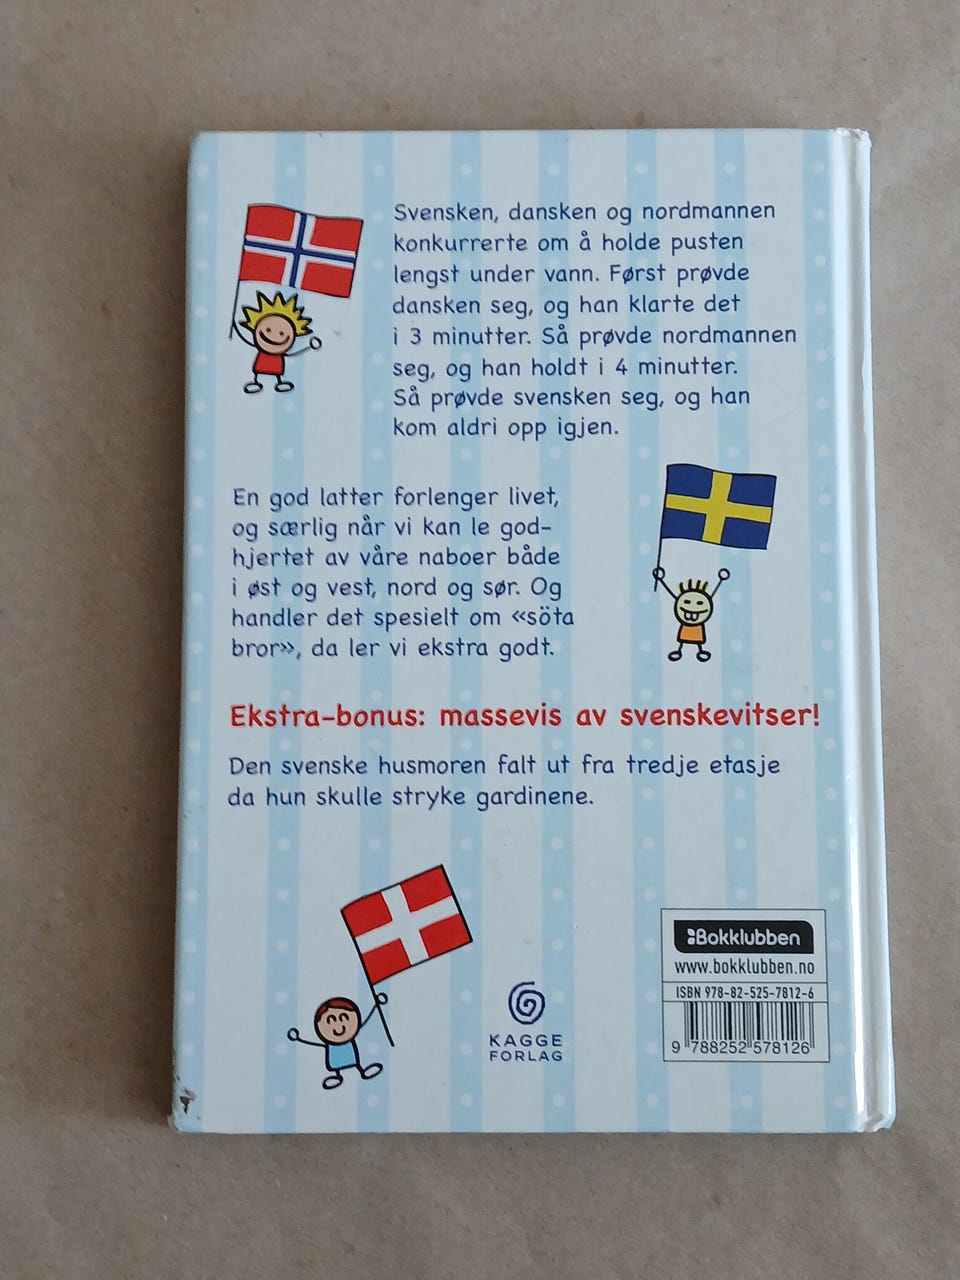 Svensken, dansken og nordmannen
konkurrerte om å holde pusten
lengst under vann. Først prøvde
dansken seg, og han klarte det
i 3 minutter. Så prøvde nordmannen
seg, og han holdt i 4 minutter.
Så prøvde svensken seg, og han
kom aldri opp igjen.
En god latter forlenger livet,
og særlig når vi kan le god-
hjertet av våre naboer både
i øst og vest, nord og sør. Og
handler det spesielt om «söta
bror», da ler vi ekstra godt.
Ekstra-bonus: massevis av svenskevitser!
Den svenske husmoren falt ut fra tredje etasje
da hun skulle stryke gardinene.
KAGGE
FORLAG
Bokklubben
www.bokklubben.no
ISBN 978-82-525-7812-6
9 788252 578126